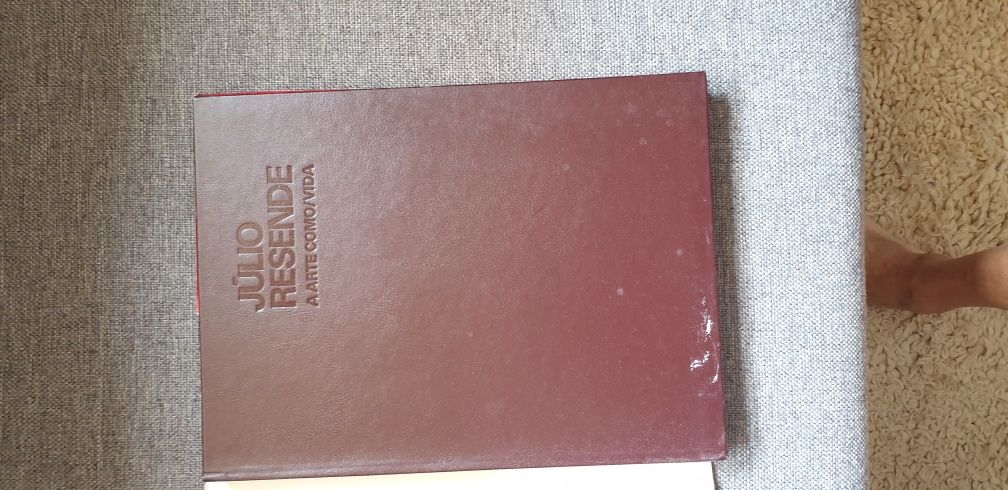 JÚLIO
RESENDE
A ARTE COMO/VIDA